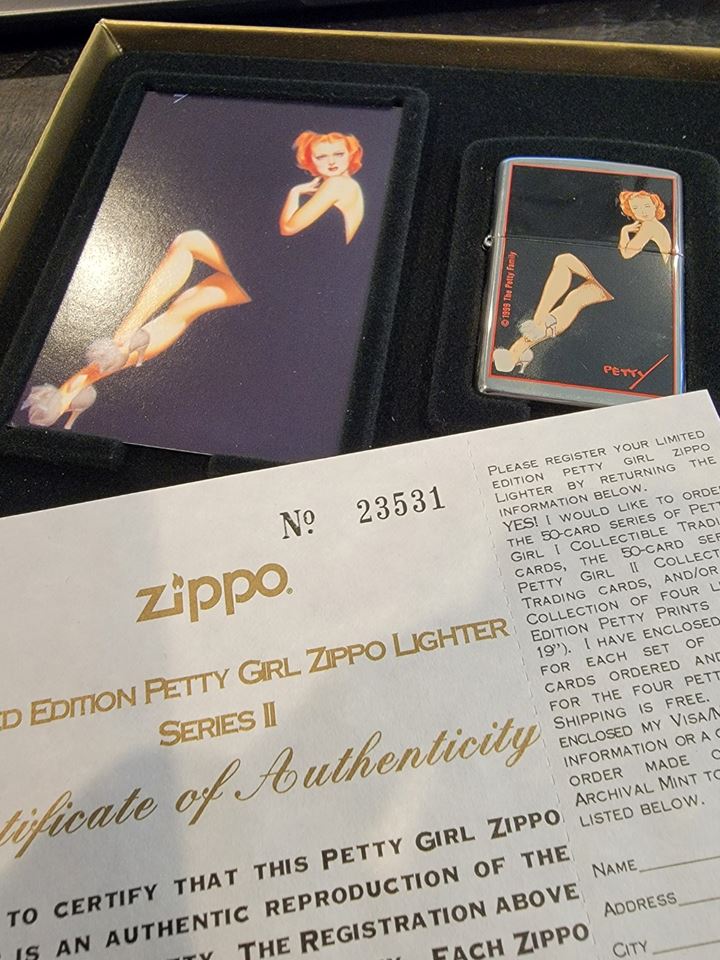 © 1999 The Petty Family
PETTY
No 23531
zippo®
ED EDITION PETTY GIRL ZIPPO LIGHTER
SERIES II
tificate of Authenticity
TO CERTIFY THAT THIS PETTY GIRL ZIPPO
IS AN AUTHENTIC REPRODUCTION OF THE
THE REGISTRATION ABOVE
EACH ZIPPO
PLEASE REGISTER YOUR LIMITED
EDITION PETTY GIRL ZIPPO
LIGHTER BY RETURNING THE
INFORMATION BELOW.
YES! I WOULD LIKE TO ORDE
THE 50-CARD SERIES OF PET
GIRL I COLLECTIBLE TRADI
CARDS, THE 50-CARD SER
PETTY GIRL II COLLECT
TRADING CARDS, AND/OR
COLLECTION OF FOUR L
EDITION PETTY PRINTS
19"). I HAVE ENCLOSED
FOR EACH SET OF
CARDS ORDERED AND
FOR THE FOUR PETT
SHIPPING IS FREE.
ENCLOSED MY VISA/M
INFORMATION OR A C
ORDER MADE O
ARCHIVAL MINT TO
LISTED BELOW.
NAME
ADDRESS
CITY